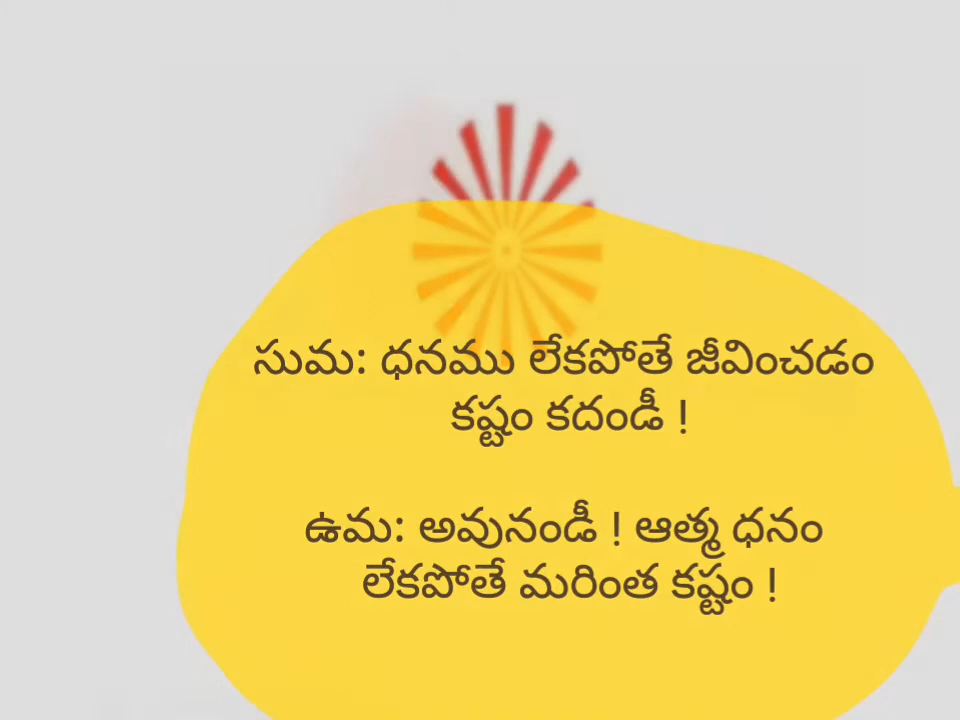 సుమ: ధనము లేకపోతే జీవించడం
కష్టం కదండీ !
ఉమ: అవునండీ ! ఆత్మ ధనం
లేకపోతే మరింత కష్టం !